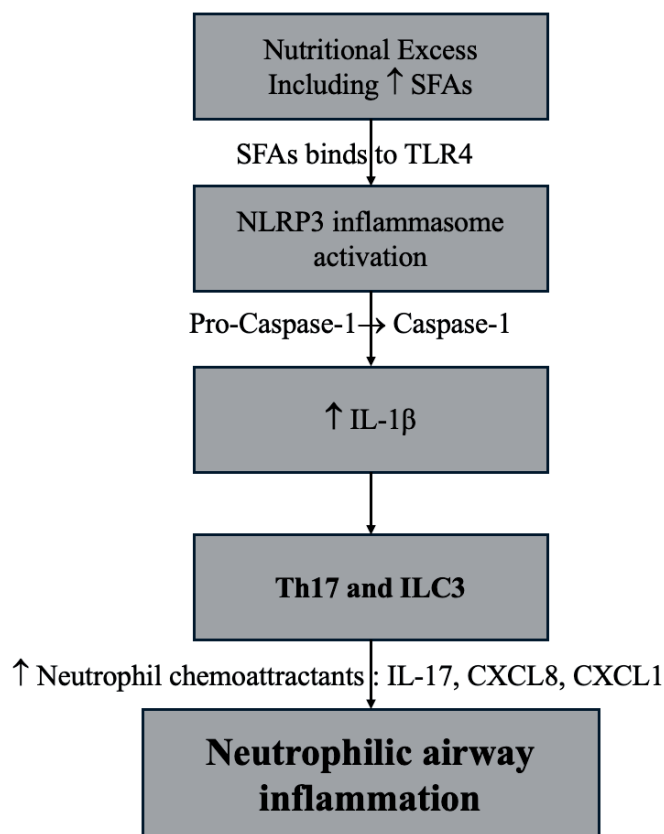 Nutritional Excess
Including ↑ SFAs
SFAs binds to TLR4
NLRP3 inflammasome
activation
Pro-Caspase-1→ Caspase-1
↑ IL-1β
Th17 and ILC3
↑ Neutrophil chemoattractants : IL-17, CXCL8, CXCL1
Neutrophilic airway
inflammation